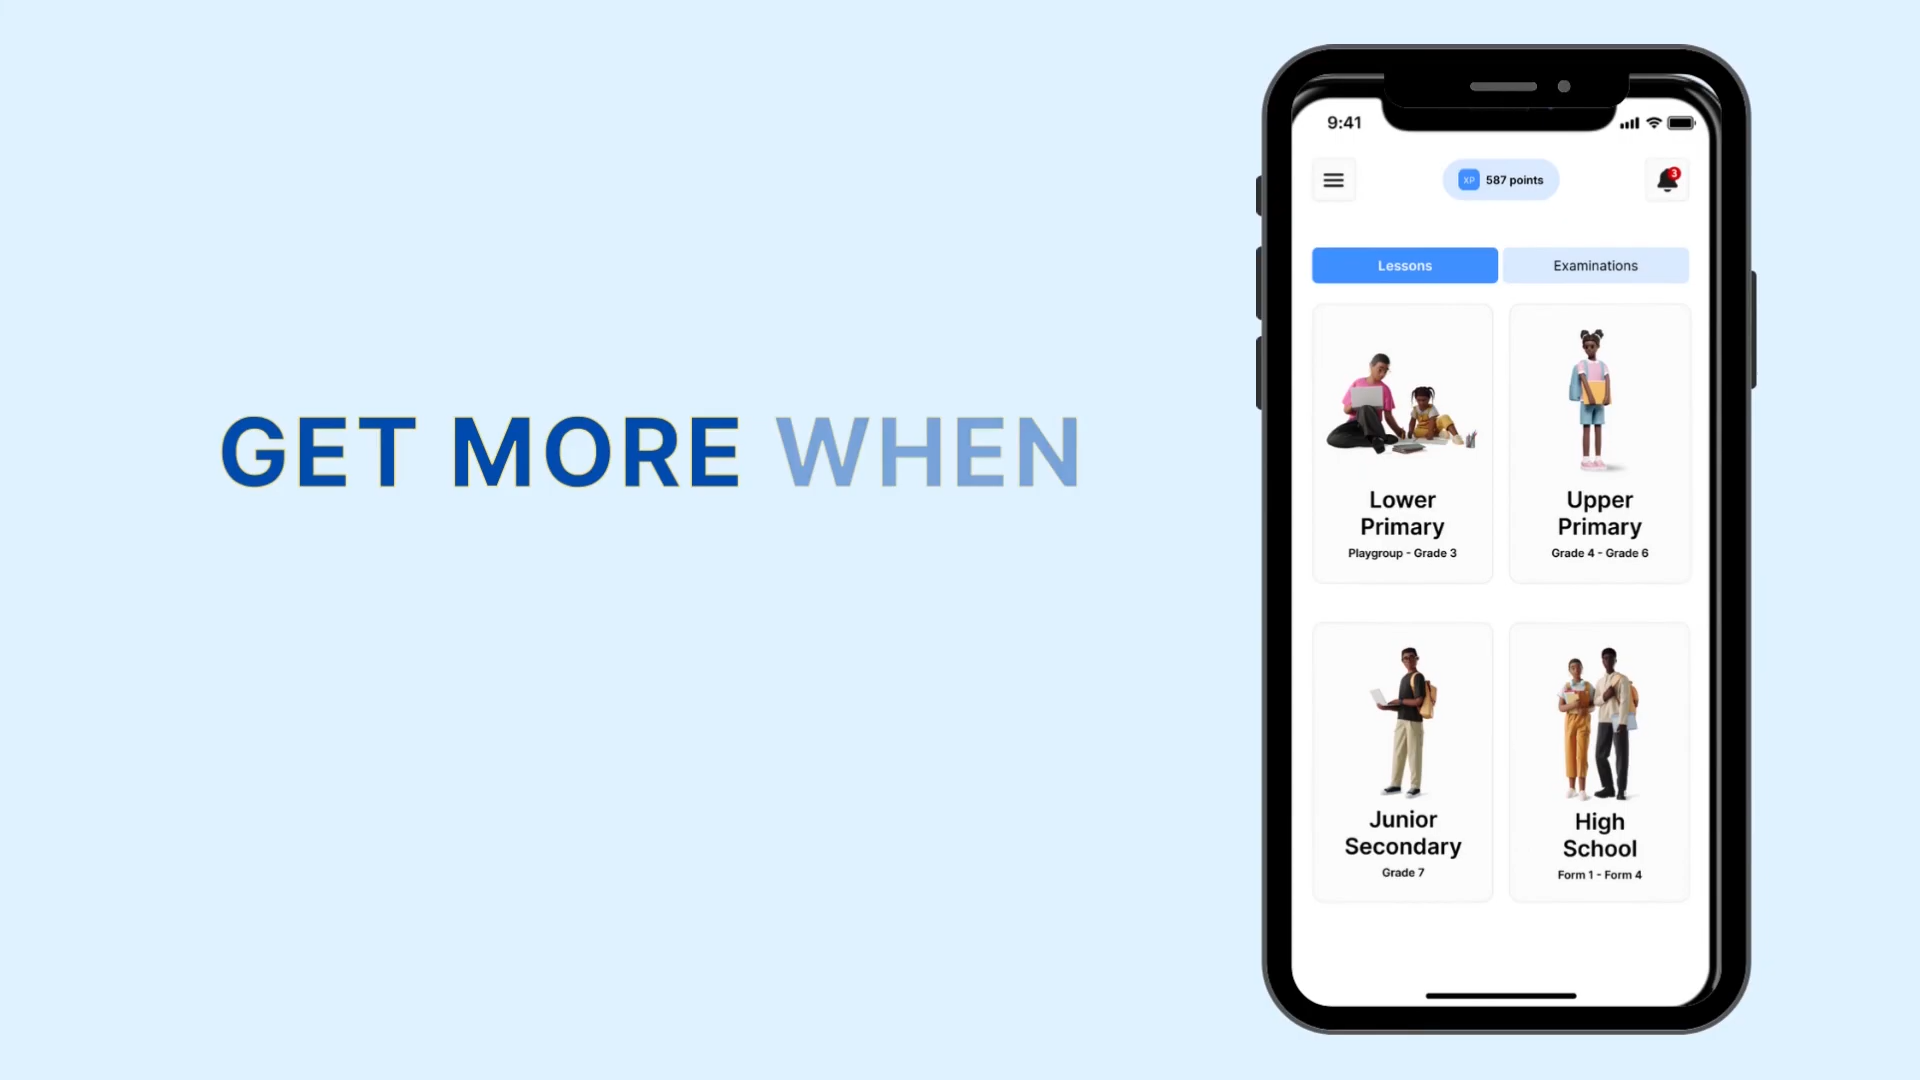 GET MORE WHEN
9:41
XP 587 points
3
Lessons
Examinations
Lower
Primary
Playgroup - Grade 3
Upper
Primary
Grade 4 - Grade 6
Junior
Secondary
Grade 7
High
School
Form 1 - Form 4